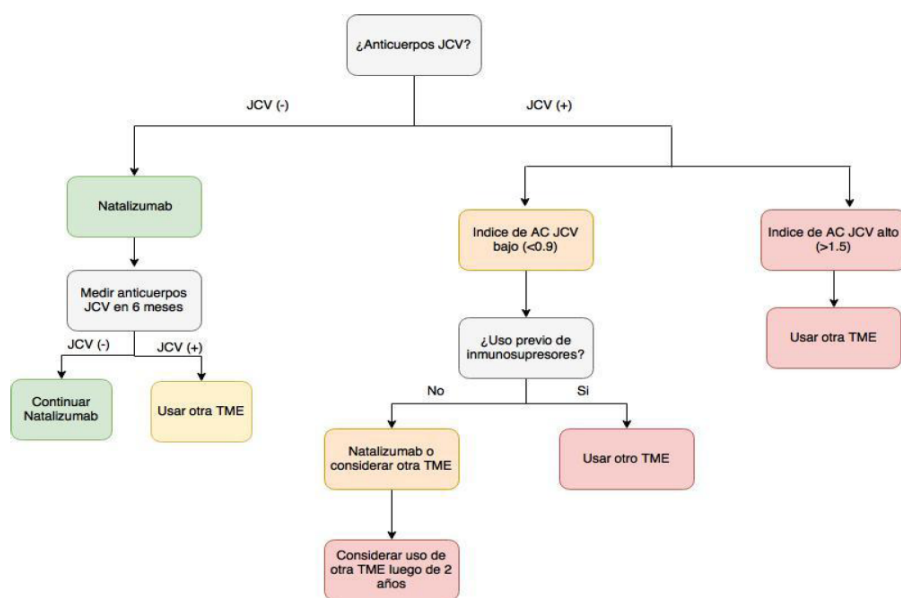 ¿Anticuerpos JCV?
JCV (-)
JCV (+)
Natalizumab
Indice de AC JCV
bajo (<0.9)
Indice de AC JCV alto
(>1.5)
Medir anticuerpos
JCV en 6 meses
¿Uso previo de
inmunosupresores?
Usar otra TME
JCV (-)
JCV (+)
No
Si
Continuar
Natalizumab
Usar otra TME
Natalizumab o
considerar otra TME
Usar otro TME
Considerar uso de
otra TME luego de 2
años